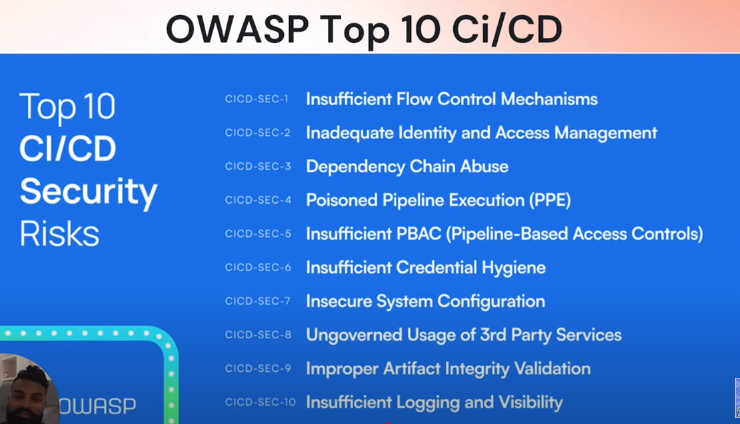 OWASP Top 10 Ci/CD
Top 10
CI/CD
Security
Risks
CICD-SEC-1 Insufficient Flow Control Mechanisms
CICD-SEC-2 Inadequate Identity and Access Management
CICD-SEC-3 Dependency Chain Abuse
CICD-SEC-4 Poisoned Pipeline Execution (PPE)
CICD-SEC-5 Insufficient PBAC (Pipeline-Based Access Controls)
CICD-SEC-6 Insufficient Credential Hygiene
CICD-SEC-7 Insecure System Configuration
CICD-SEC-8 Ungoverned Usage of 3rd Party Services
CICD-SEC-9 Improper Artifact Integrity Validation
CICD-SEC-10 Insufficient Logging and Visibility
OWASP